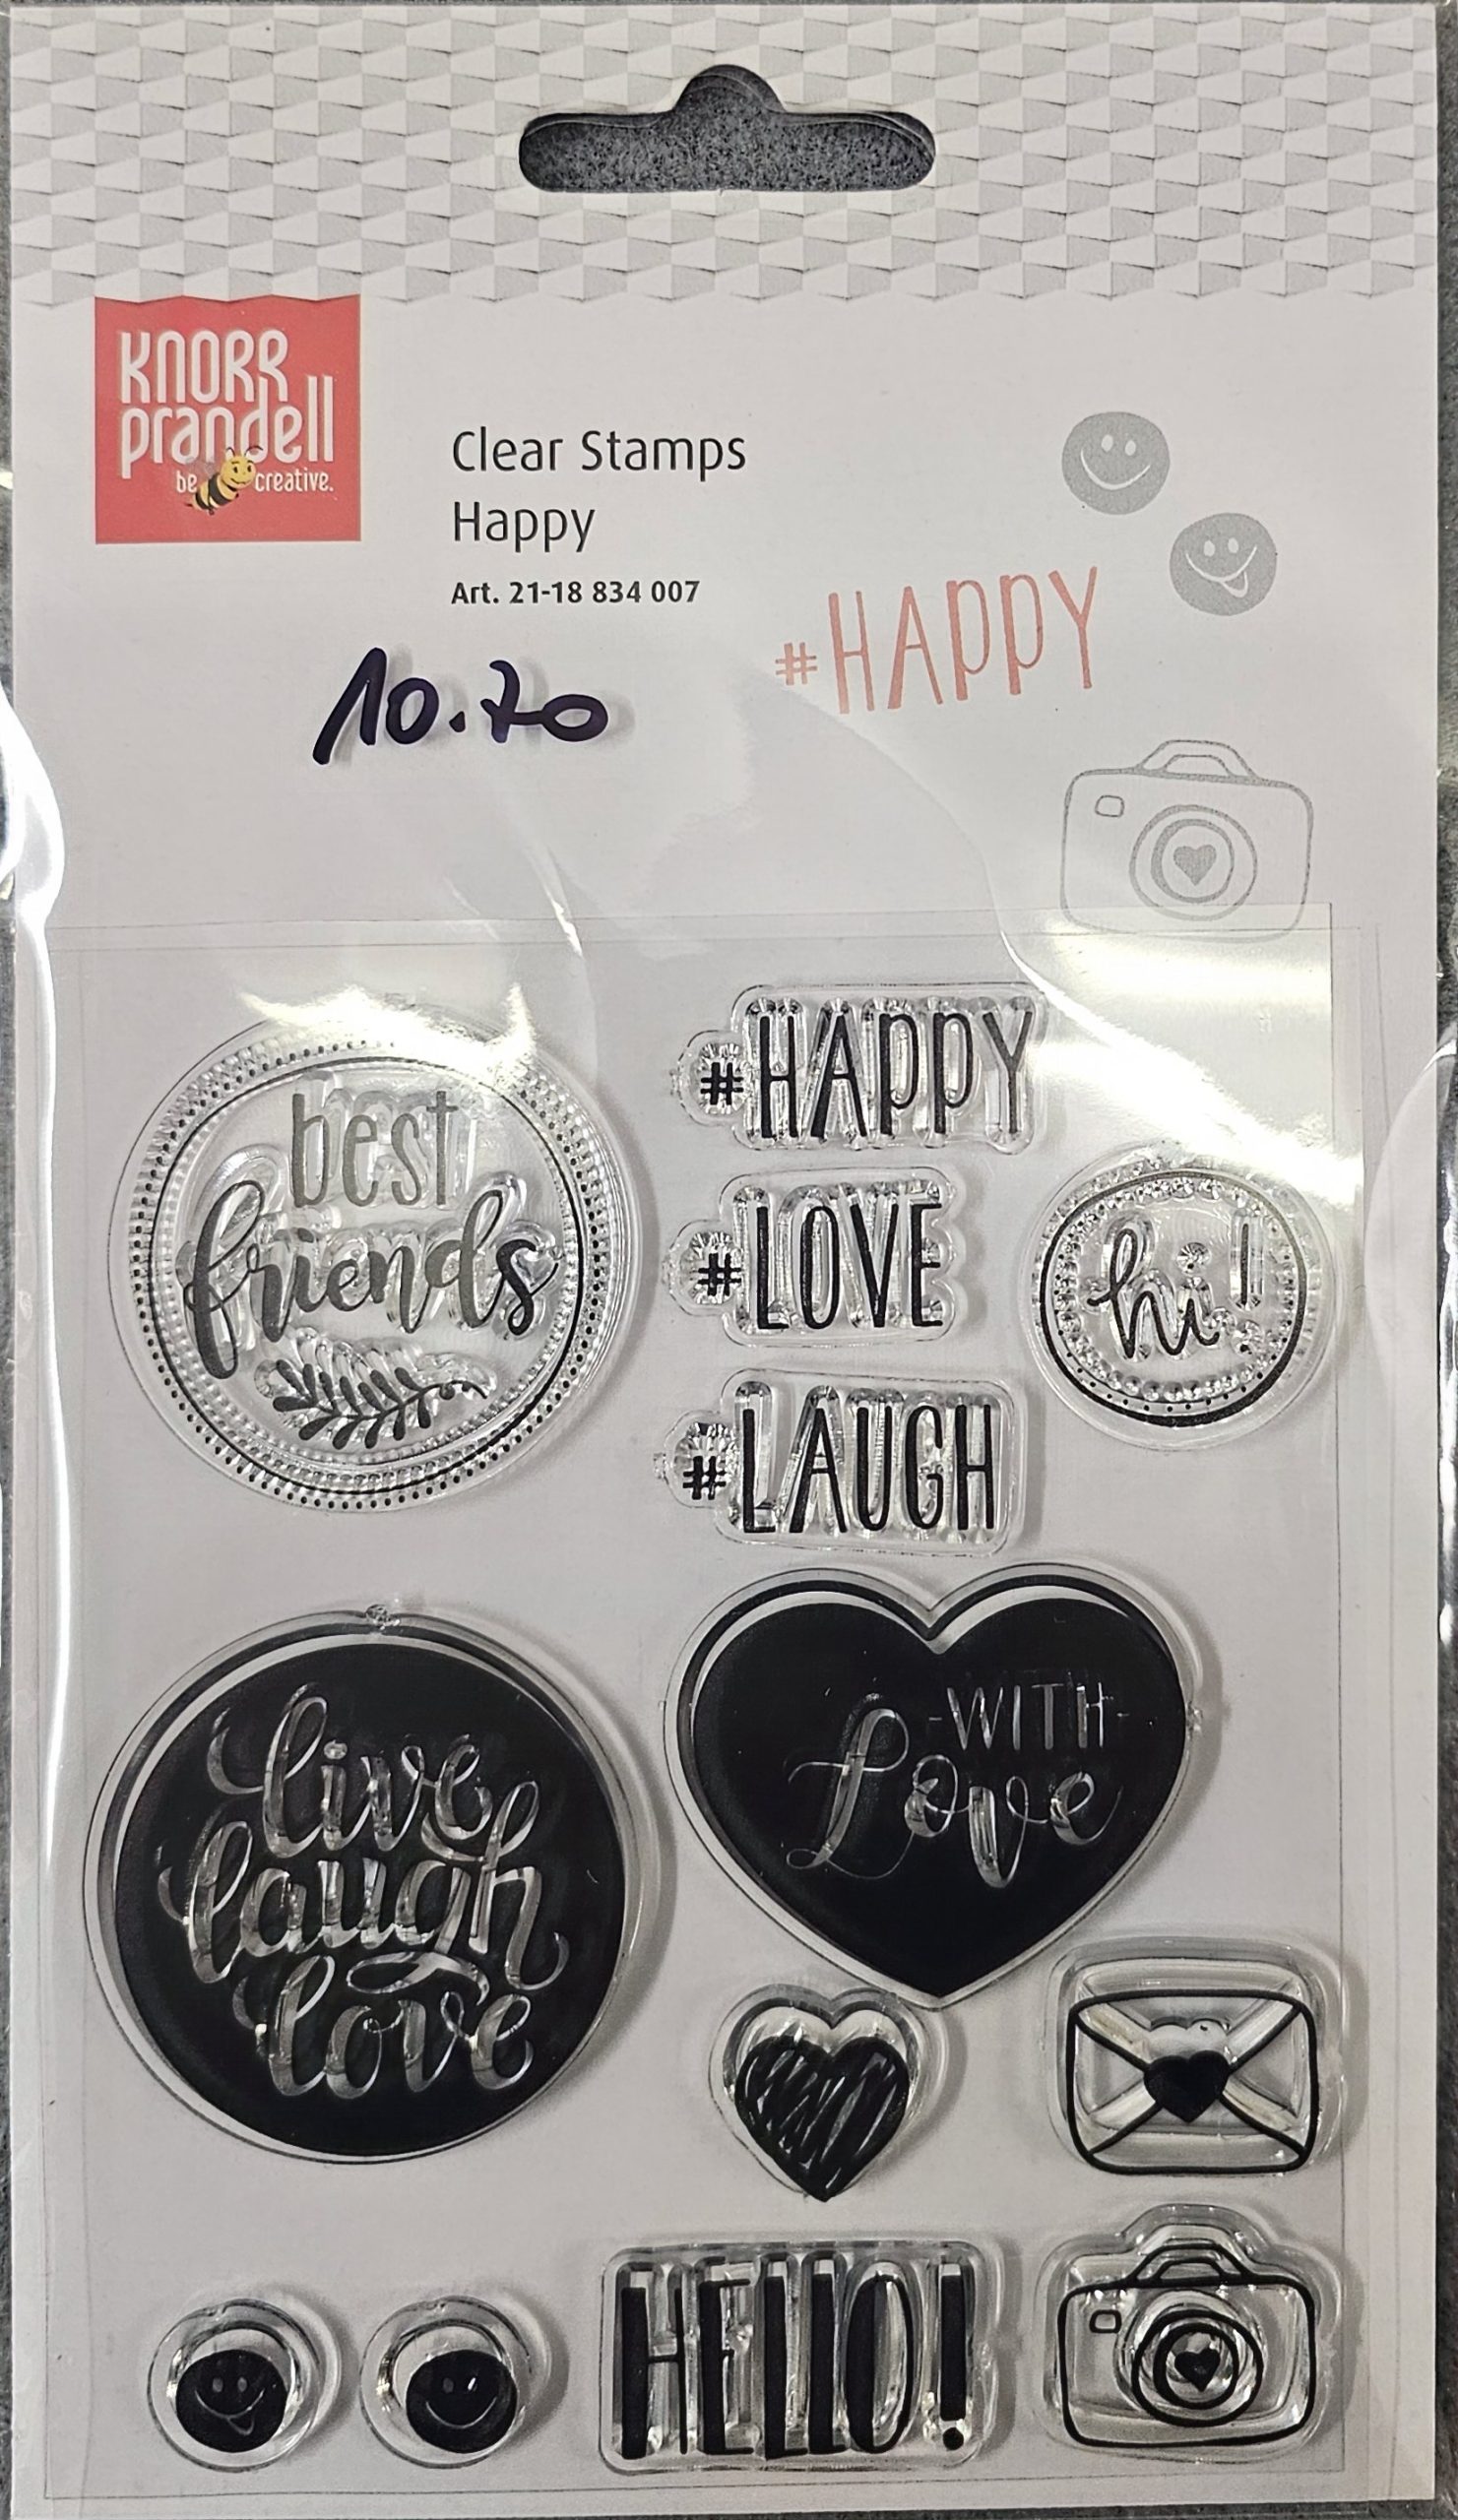 KNORR
prandell
be creative.
Clear Stamps
Happy
Art. 21-18 834 007
#HAPPY
10.70
best
friends
#HAPPY
#LOVE
hi!
#LAUGH
live
laugh
love
-WITH-
Love
HELLO!